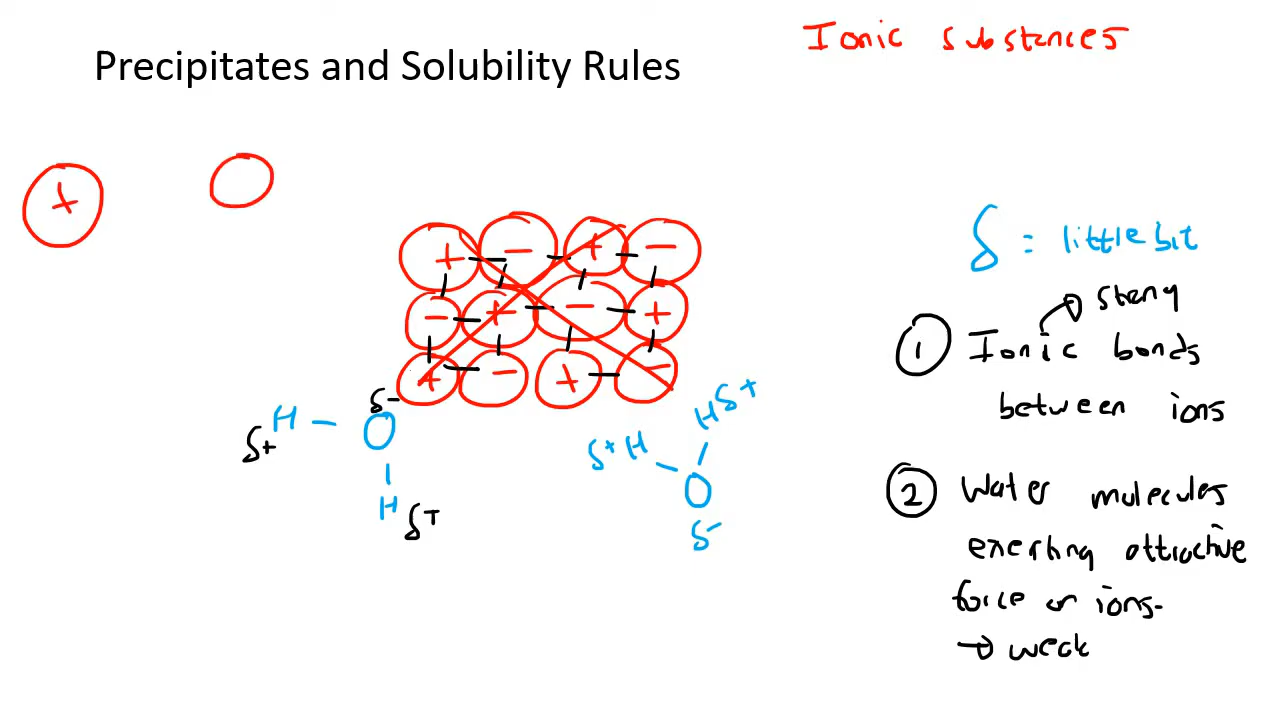 Ionic substances
Precipitates and Solubility Rules
+
+ − + −
− + − +
+ − + −
δ = little bit
strong
① Ionic bonds
between ions
δ−
δ+ H O
H δ+
H δ+
δ+ H
O
δ−
② Water molecules
exerting attractive
force on ions.
→ weak